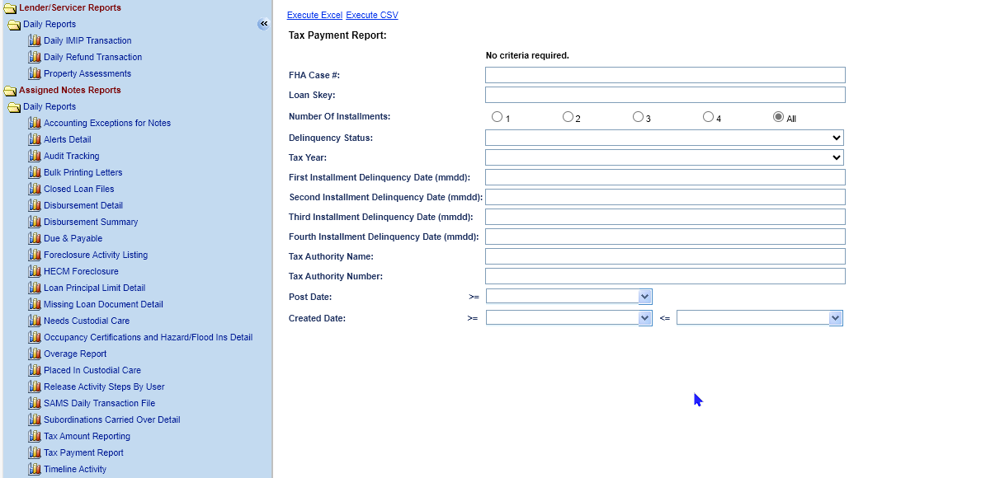 Lender/Servicer Reports
Daily Reports
Daily IMIP Transaction
Daily Refund Transaction
Property Assessments
Assigned Notes Reports
Daily Reports
Accounting Exceptions for Notes
Alerts Detail
Audit Tracking
Bulk Printing Letters
Closed Loan Files
Disbursement Detail
Disbursement Summary
Due & Payable
Foreclosure Activity Listing
HECM Foreclosure
Loan Principal Limit Detail
Missing Loan Document Detail
Needs Custodial Care
Occupancy Certifications and Hazard/Flood Ins Detail
Overage Report
Placed In Custodial Care
Release Activity Steps By User
SAMS Daily Transaction File
Subordinations Carried Over Detail
Tax Amount Reporting
Tax Payment Report
Timeline Activity
«
Execute Excel Execute CSV
Tax Payment Report:
No criteria required.
FHA Case #:
Loan Skey:
Number Of Installments: 1 2 3 4 All
Delinquency Status:
Tax Year:
First Installment Delinquency Date (mmdd):
Second Installment Delinquency Date (mmdd):
Third Installment Delinquency Date (mmdd):
Fourth Installment Delinquency Date (mmdd):
Tax Authority Name:
Tax Authority Number:
Post Date: >=
Created Date: >= <=